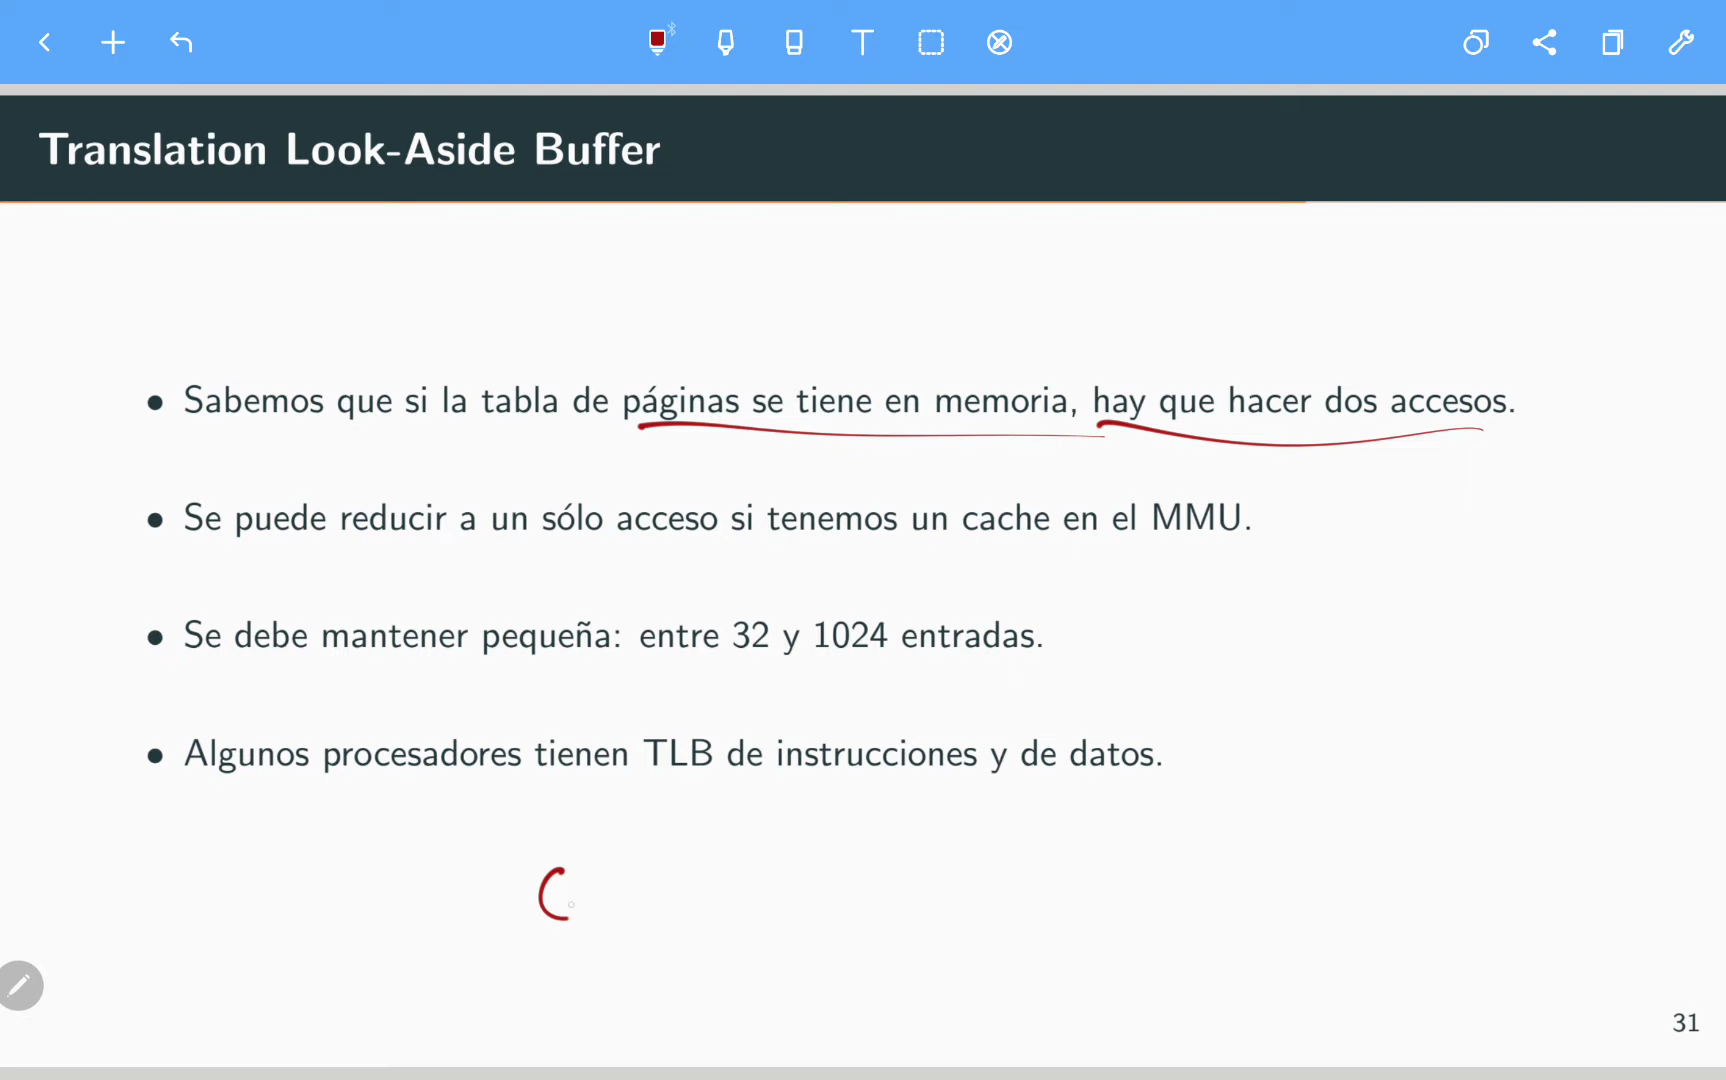 Translation Look-Aside Buffer
• Sabemos que si la tabla de páginas se tiene en memoria, hay que hacer dos accesos.
• Se puede reducir a un sólo acceso si tenemos un cache en el MMU.
• Se debe mantener pequeña: entre 32 y 1024 entradas.
• Algunos procesadores tienen TLB de instrucciones y de datos.
C
31